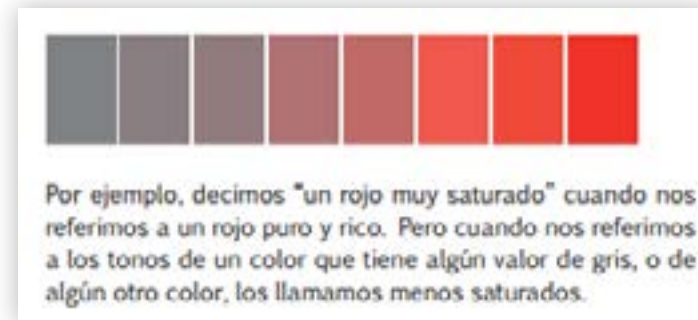 Por ejemplo, decimos "un rojo muy saturado" cuando nos
referimos a un rojo puro y rico. Pero cuando nos referimos
a los tonos de un color que tiene algún valor de gris, o de
algún otro color, los llamamos menos saturados.